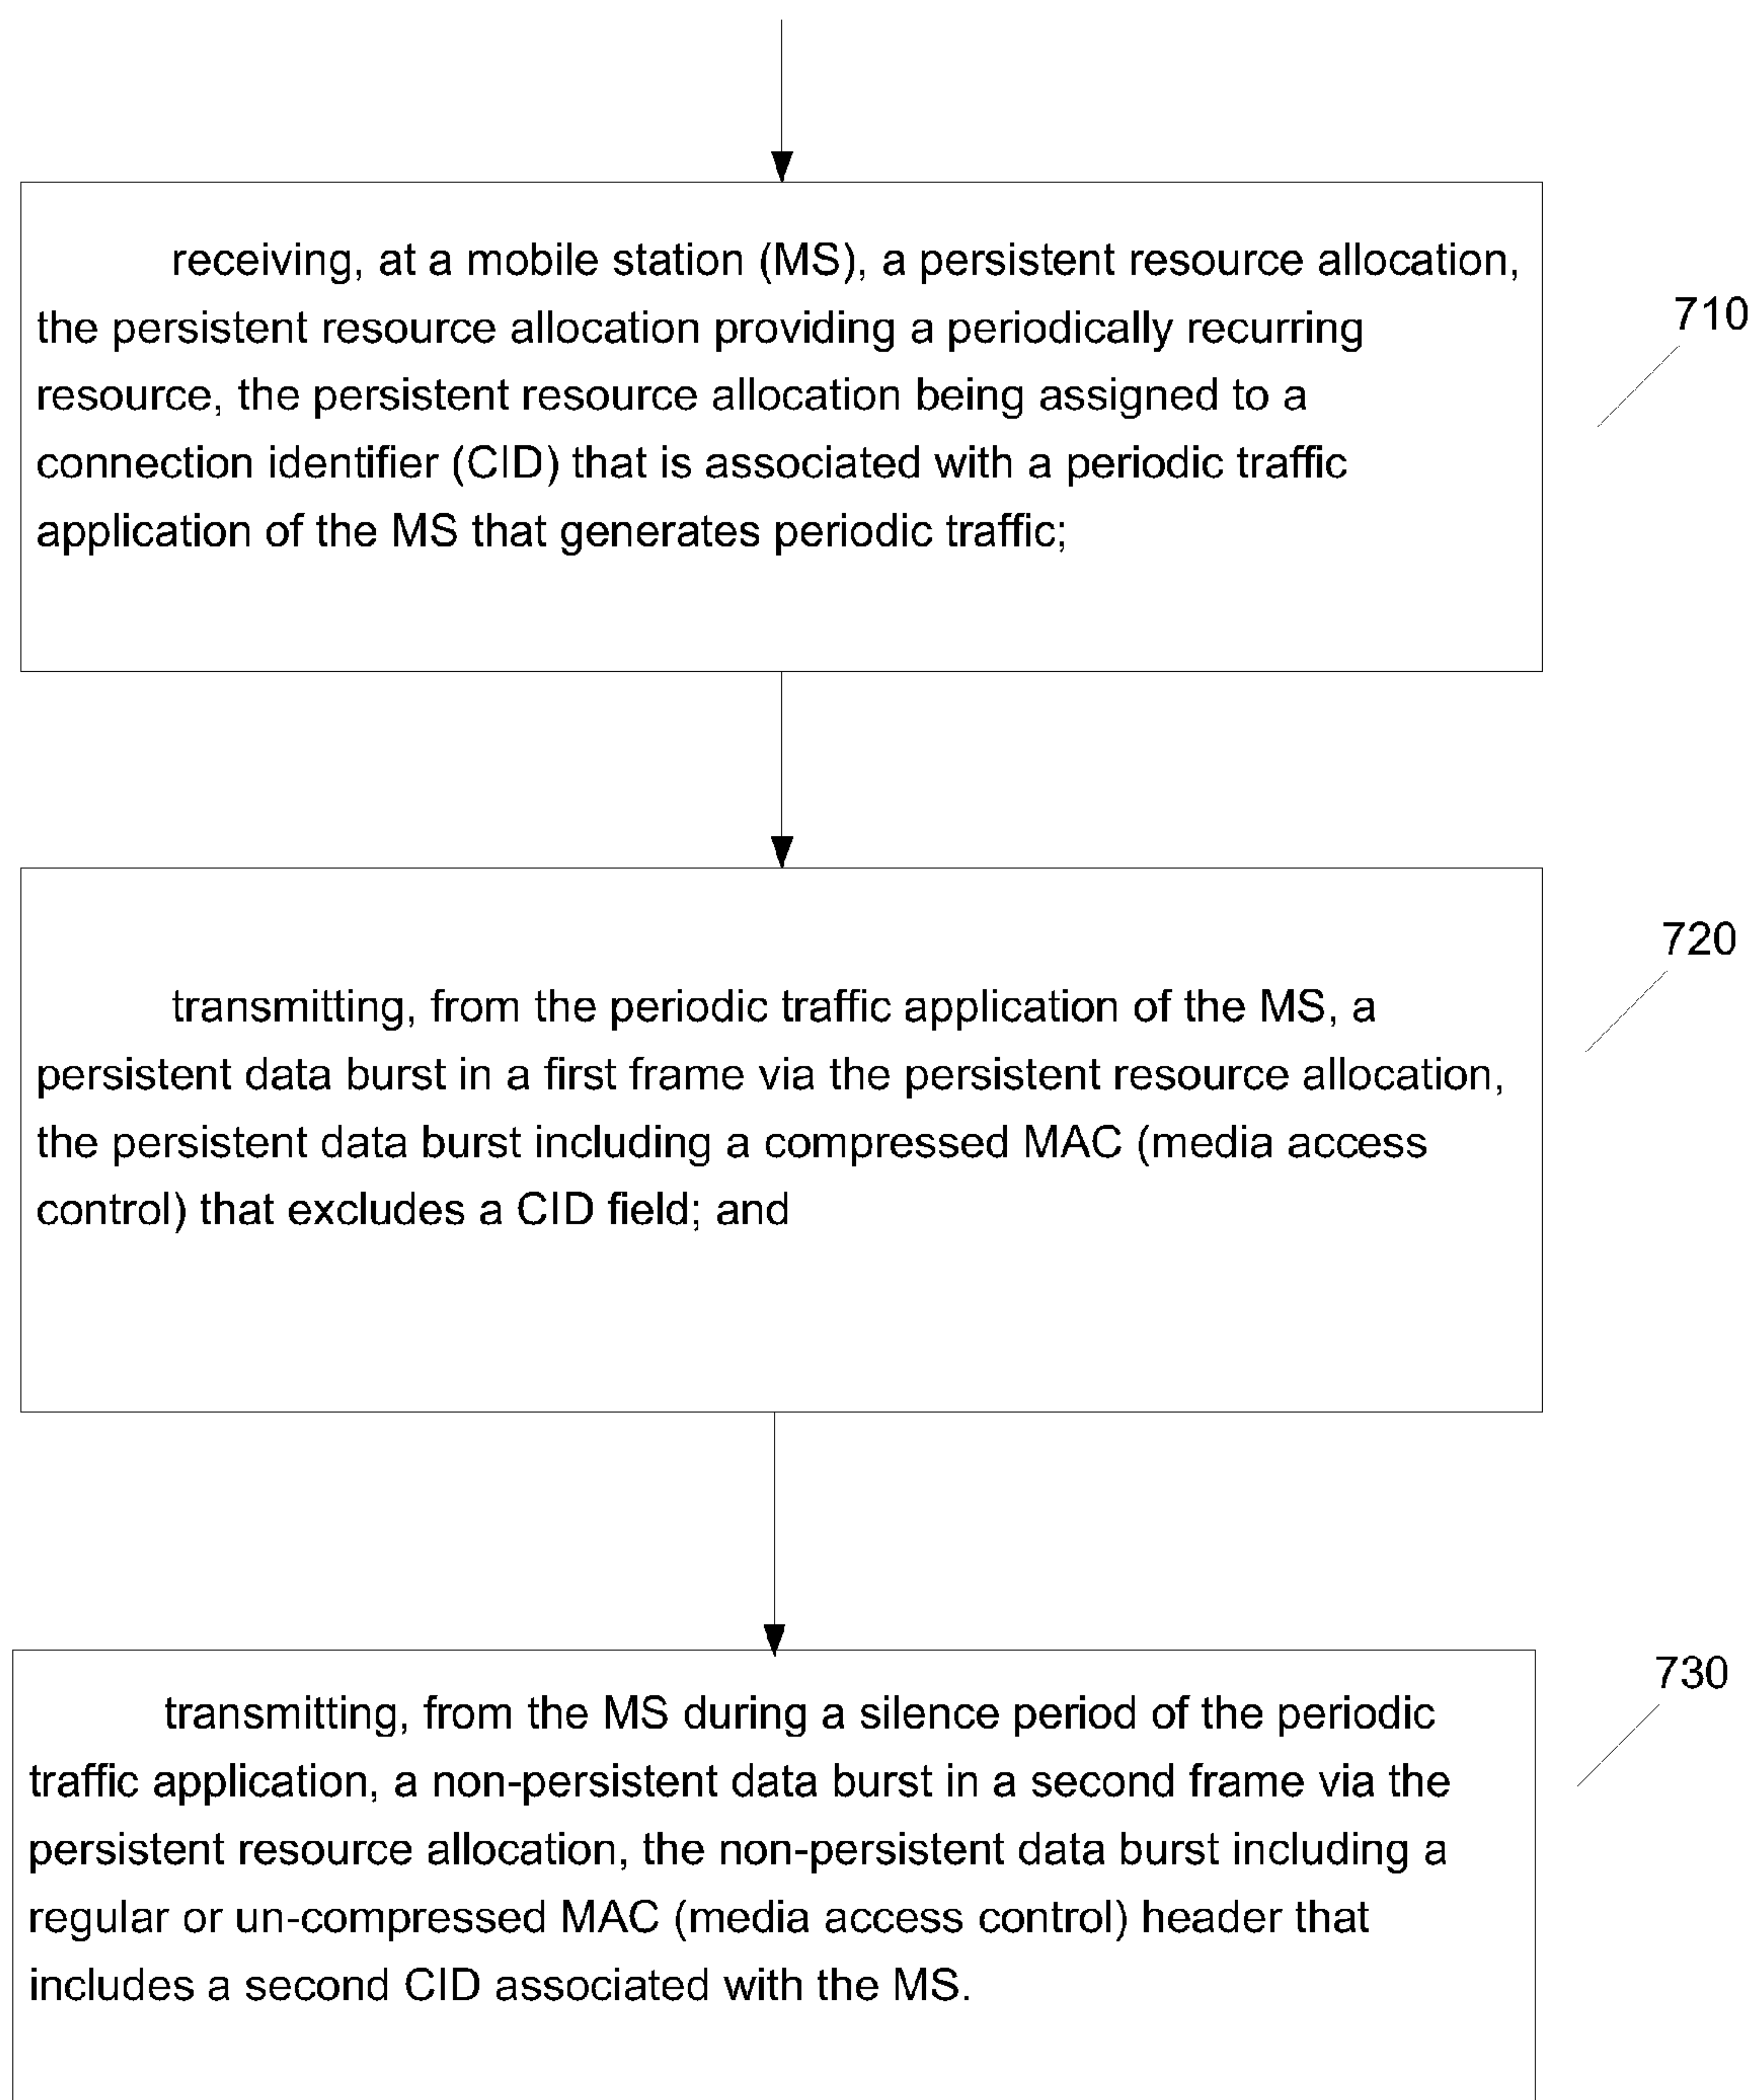 receiving, at a mobile station (MS), a persistent resource allocation,
the persistent resource allocation providing a periodically recurring
resource, the persistent resource allocation being assigned to a
connection identifier (CID) that is associated with a periodic traffic
application of the MS that generates periodic traffic;
710
transmitting, from the periodic traffic application of the MS, a
persistent data burst in a first frame via the persistent resource allocation,
the persistent data burst including a compressed MAC (media access
control) that excludes a CID field; and
720
transmitting, from the MS during a silence period of the periodic
traffic application, a non-persistent data burst in a second frame via the
persistent resource allocation, the non-persistent data burst including a
regular or un-compressed MAC (media access control) header that
includes a second CID associated with the MS.
730